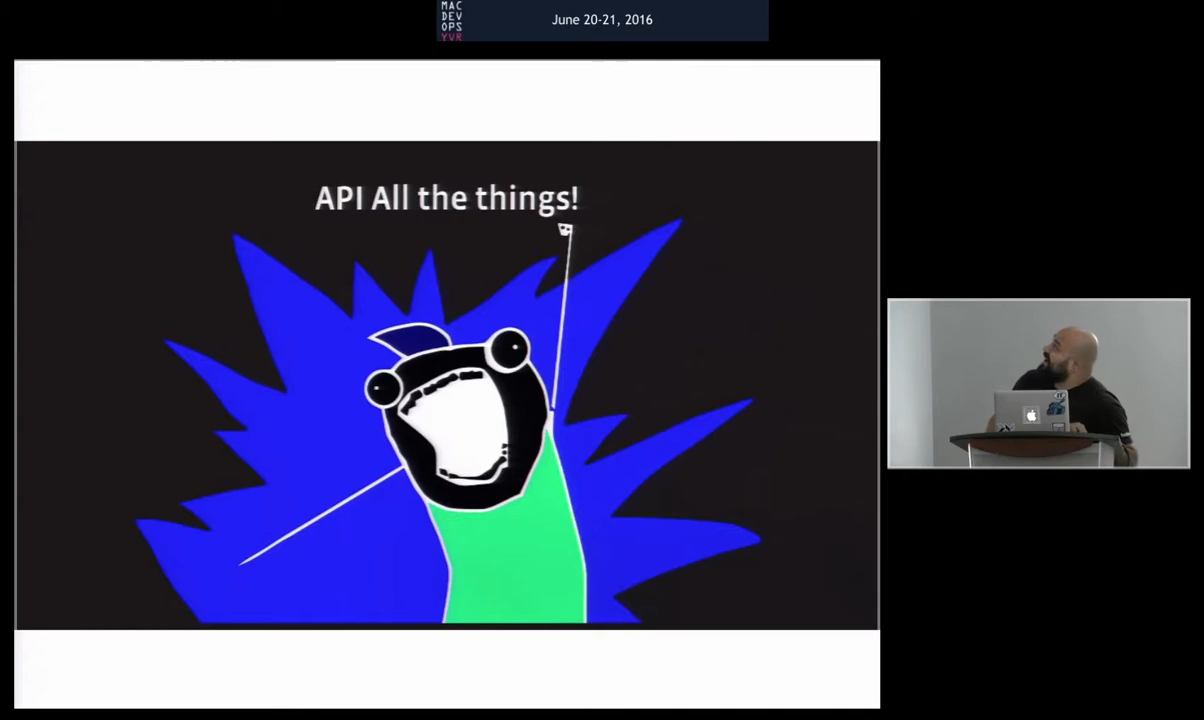 MAC
DEV
OPS
YVR
June 20-21, 2016
API All the things!